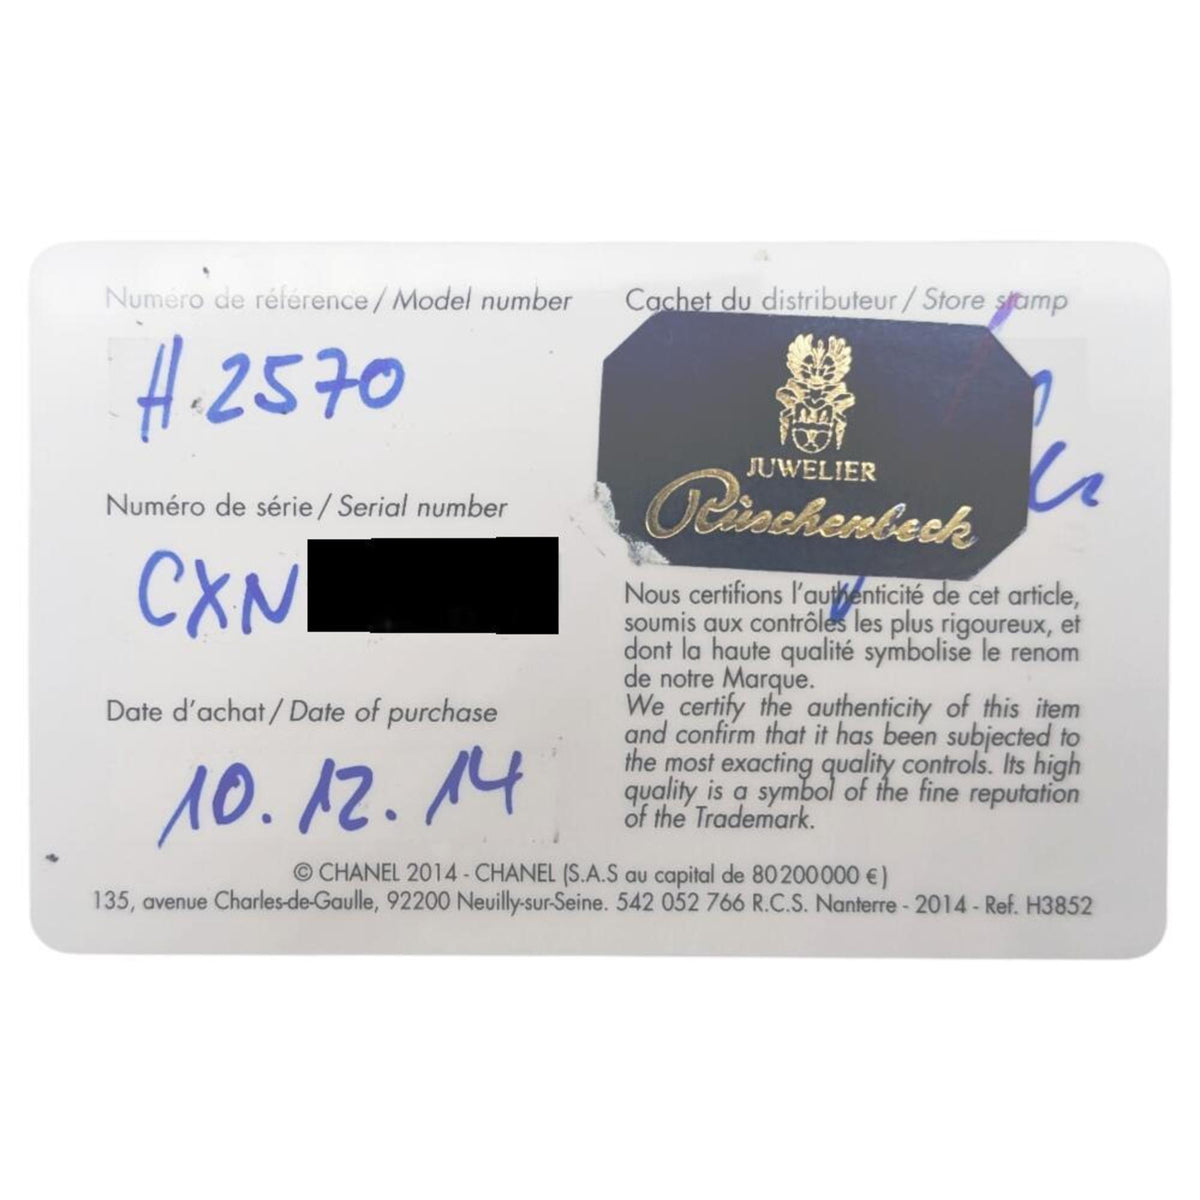 Numéro de référence / Model number
H 2570
Numéro de série / Serial number
CXN
Date d'achat / Date of purchase
10.12.14
Cachet du distributeur / Store stamp
JUWELIER
Rüschenbeck
Nous certifions l'authenticité de cet article,
soumis aux contrôles les plus rigoureux, et
dont la haute qualité symbolise le renom
de notre Marque.
We certify the authenticity of this item
and confirm that it has been subjected to
the most exacting quality controls. Its high
quality is a symbol of the fine reputation
of the Trademark.
© CHANEL 2014 - CHANEL (S.A.S au capital de 80200000 €)
135, avenue Charles-de-Gaulle, 92200 Neuilly-sur-Seine. 542 052 766 R.C.S. Nanterre - 2014 - Ref. H3852